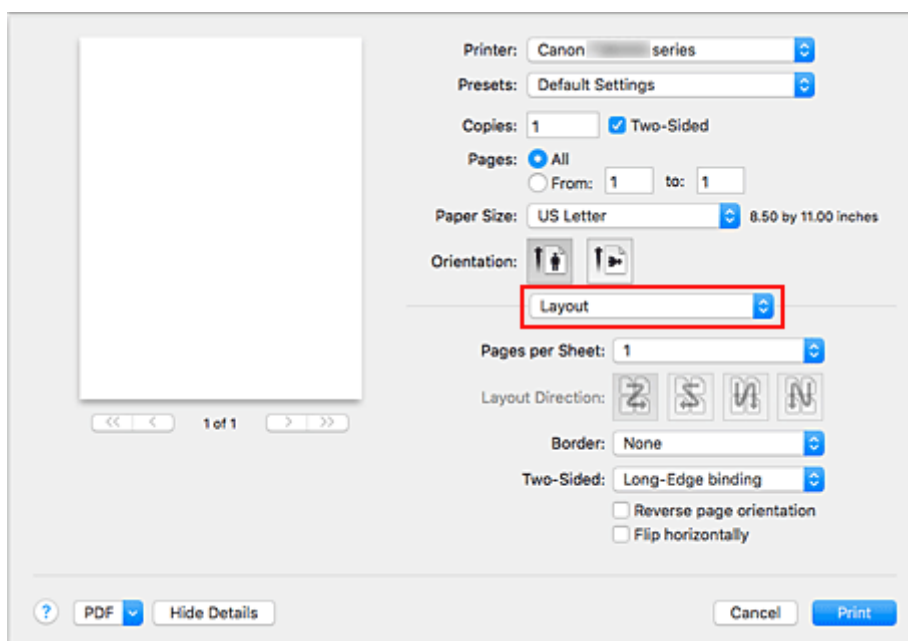 Printer: Canon series
Presets: Default Settings
Copies: 1 Two-Sided
Pages: All
From: 1 to: 1
Paper Size: US Letter 8.50 by 11.00 inches
Orientation:
Layout
Pages per Sheet: 1
Layout Direction:
1 of 1
Border: None
Two-Sided: Long-Edge binding
Reverse page orientation
Flip horizontally
? PDF Hide Details Cancel Print